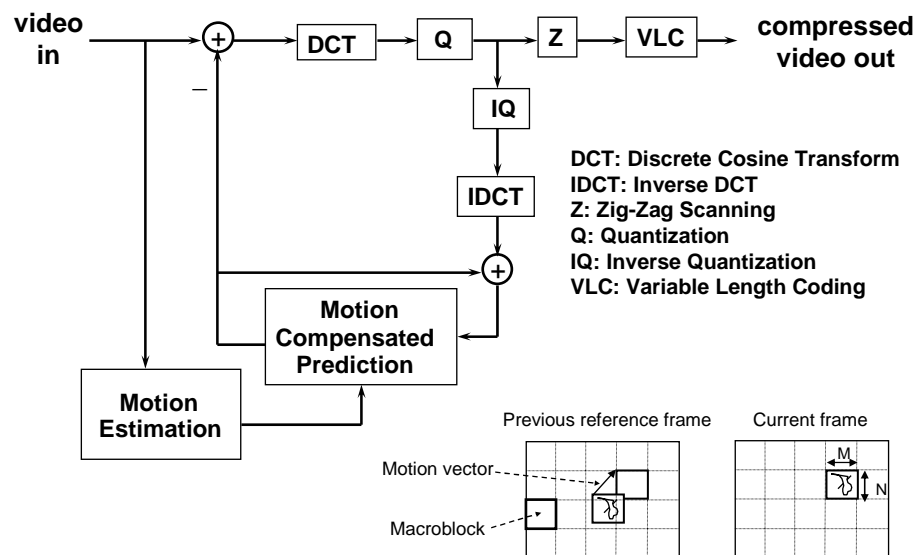 video
in
+
DCT
Q
Z
VLC
compressed
video out
–
IQ
IDCT
+
DCT: Discrete Cosine Transform
IDCT: Inverse DCT
Z: Zig-Zag Scanning
Q: Quantization
IQ: Inverse Quantization
VLC: Variable Length Coding
Motion
Compensated
Prediction
Motion
Estimation
Previous reference frame
Current frame
Motion vector
Macroblock
M
N